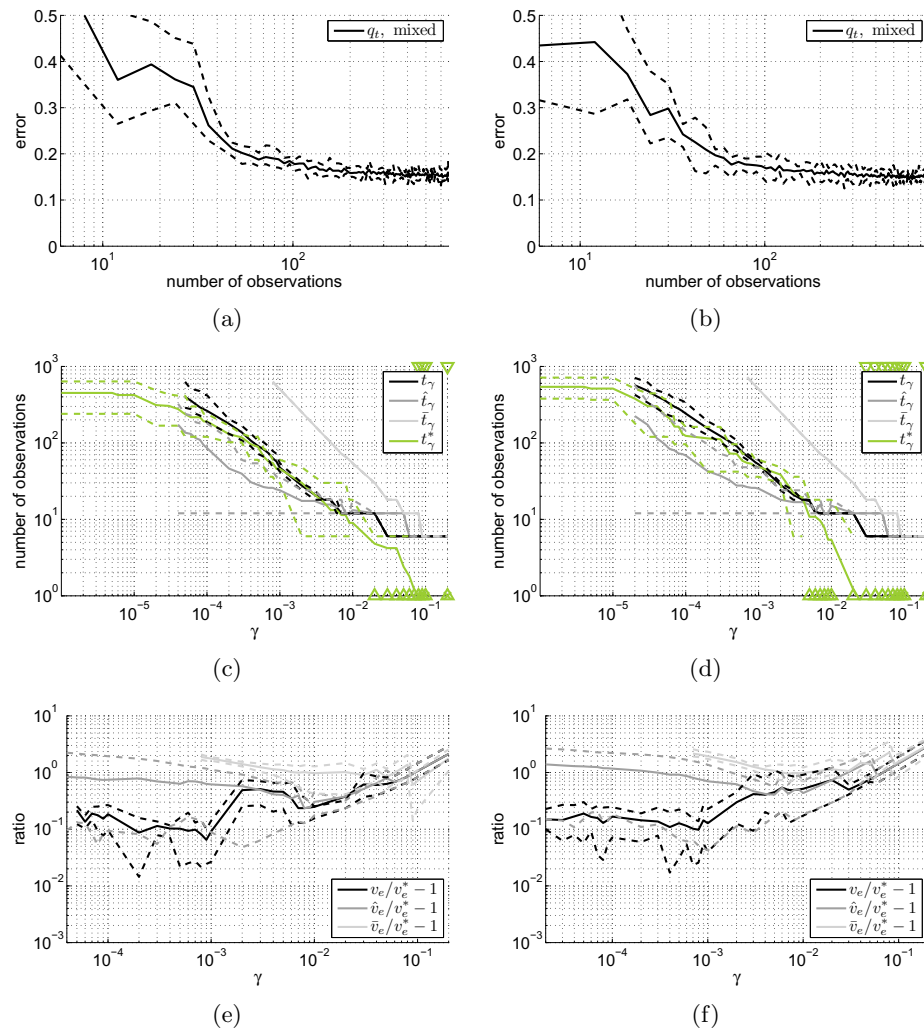 0.5
0.4
0.3
0.2
0.1
0
error
q_t, mixed
10^1
10^2
number of observations
(a)
0.5
0.4
0.3
0.2
0.1
0
error
q_t, mixed
10^1
10^2
number of observations
(b)
10^3
10^2
10^1
10^0
number of observations
t_γ
t̂_γ
t̄_γ
t*_γ
10^-5
10^-4
10^-3
10^-2
10^-1
γ
(c)
10^3
10^2
10^1
10^0
number of observations
t_γ
t̂_γ
t̄_γ
t*_γ
10^-5
10^-4
10^-3
10^-2
10^-1
γ
(d)
10^1
10^0
10^-1
10^-2
10^-3
ratio
v_e/v*_e − 1
v̂_e/v*_e − 1
v̄_e/v*_e − 1
10^-4
10^-3
10^-2
10^-1
γ
(e)
10^1
10^0
10^-1
10^-2
10^-3
ratio
v_e/v*_e − 1
v̂_e/v*_e − 1
v̄_e/v*_e − 1
10^-4
10^-3
10^-2
10^-1
γ
(f)